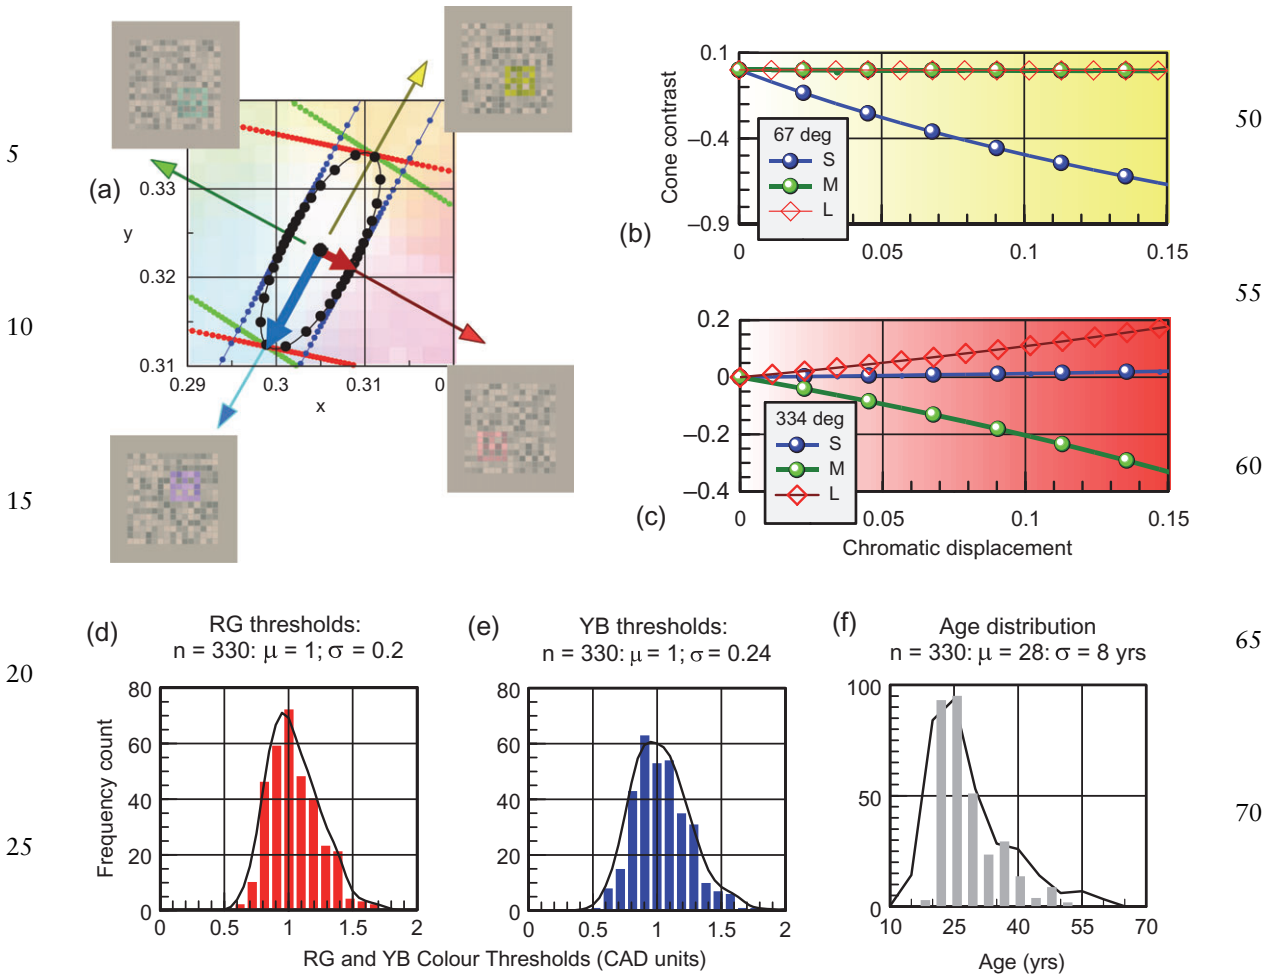 5
10
15
20
25
50
55
60
65
70
(a)
y
0.33
0.32
0.31
0.29
0.3
0.31
0
x
(b)
Cone contrast
0.1
–0.4
–0.9
67 deg
S
M
L
0
0.05
0.1
0.15
(c)
0.2
0
–0.2
–0.4
334 deg
S
M
L
0
0.05
0.1
0.15
Chromatic displacement
(d)
RG thresholds:
n = 330: μ = 1; σ = 0.2
Frequency count
80
60
40
20
0
0
0.5
1
1.5
2
(e)
YB thresholds:
n = 330: μ = 1; σ = 0.24
80
60
40
20
0
0
0.5
1
1.5
2
RG and YB Colour Thresholds (CAD units)
(f)
Age distribution
n = 330: μ = 28: σ = 8 yrs
100
50
0
10
25
40
55
70
Age (yrs)